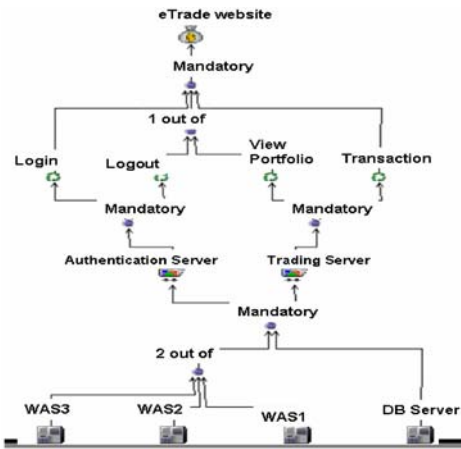 eTrade website
Mandatory
1 out of
Login
Logout
View
Portfolio
Transaction
Mandatory
Mandatory
Authentication Server
Trading Server
Mandatory
2 out of
WAS3
WAS2
WAS1
DB Server